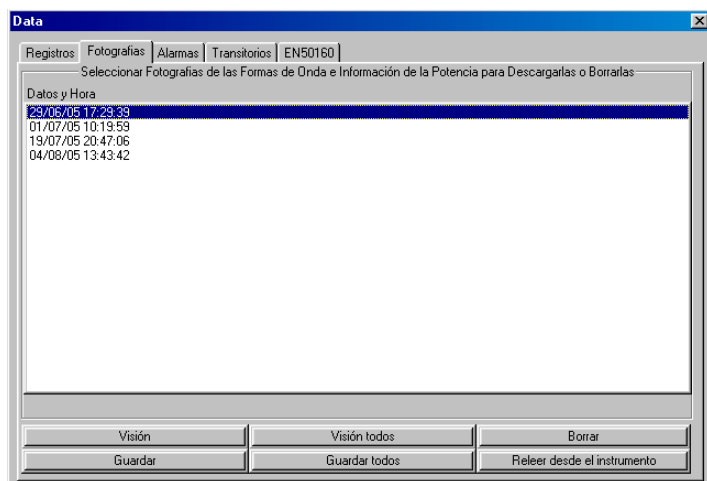 Data
Registros Fotografias Alarmas Transitorios EN50160
Seleccionar Fotografias de las Formas de Onda e Información de la Potencia para Descargarlas o Borrarlas
Datos y Hora
29/06/05 17:29:39
01/07/05 10:19:59
19/07/05 20:47:06
04/08/05 13:43:42
Visión Visión todos Borrar
Guardar Guardar todos Releer desde el instrumento